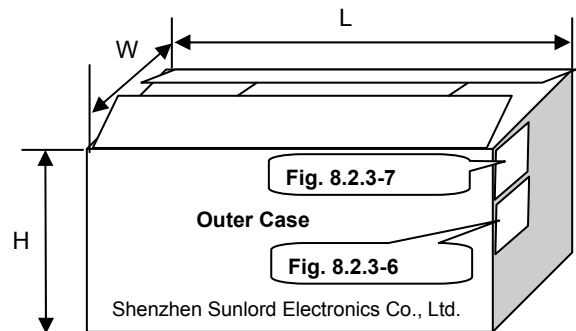 L
W
Fig. 8.2.3-7
Outer Case
H
Fig. 8.2.3-6
Shenzhen Sunlord Electronics Co., Ltd.